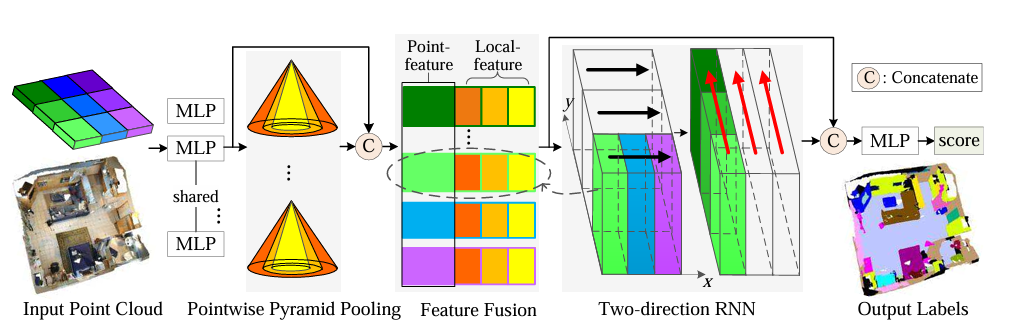 Point-
feature
Local-
feature
MLP
MLP
shared
⋮
MLP
⋮
C
⋮
y
x
C : Concatenate
C
MLP
score
Input Point Cloud
Pointwise Pyramid Pooling
Feature Fusion
Two-direction RNN
Output Labels